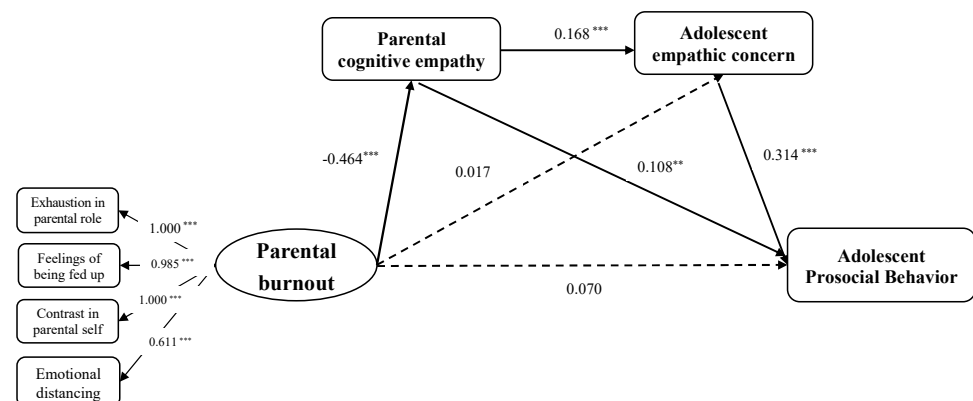 Parental
cognitive empathy
0.168 ***
Adolescent
empathic concern
-0.464***
0.017
0.108**
0.314 ***
Exhaustion in
parental role
1.000 ***
Feelings of
being fed up
0.985 ***
Parental
burnout
Adolescent
Prosocial Behavior
0.070
Contrast in
parental self
1.000 ***
0.611 ***
Emotional
distancing